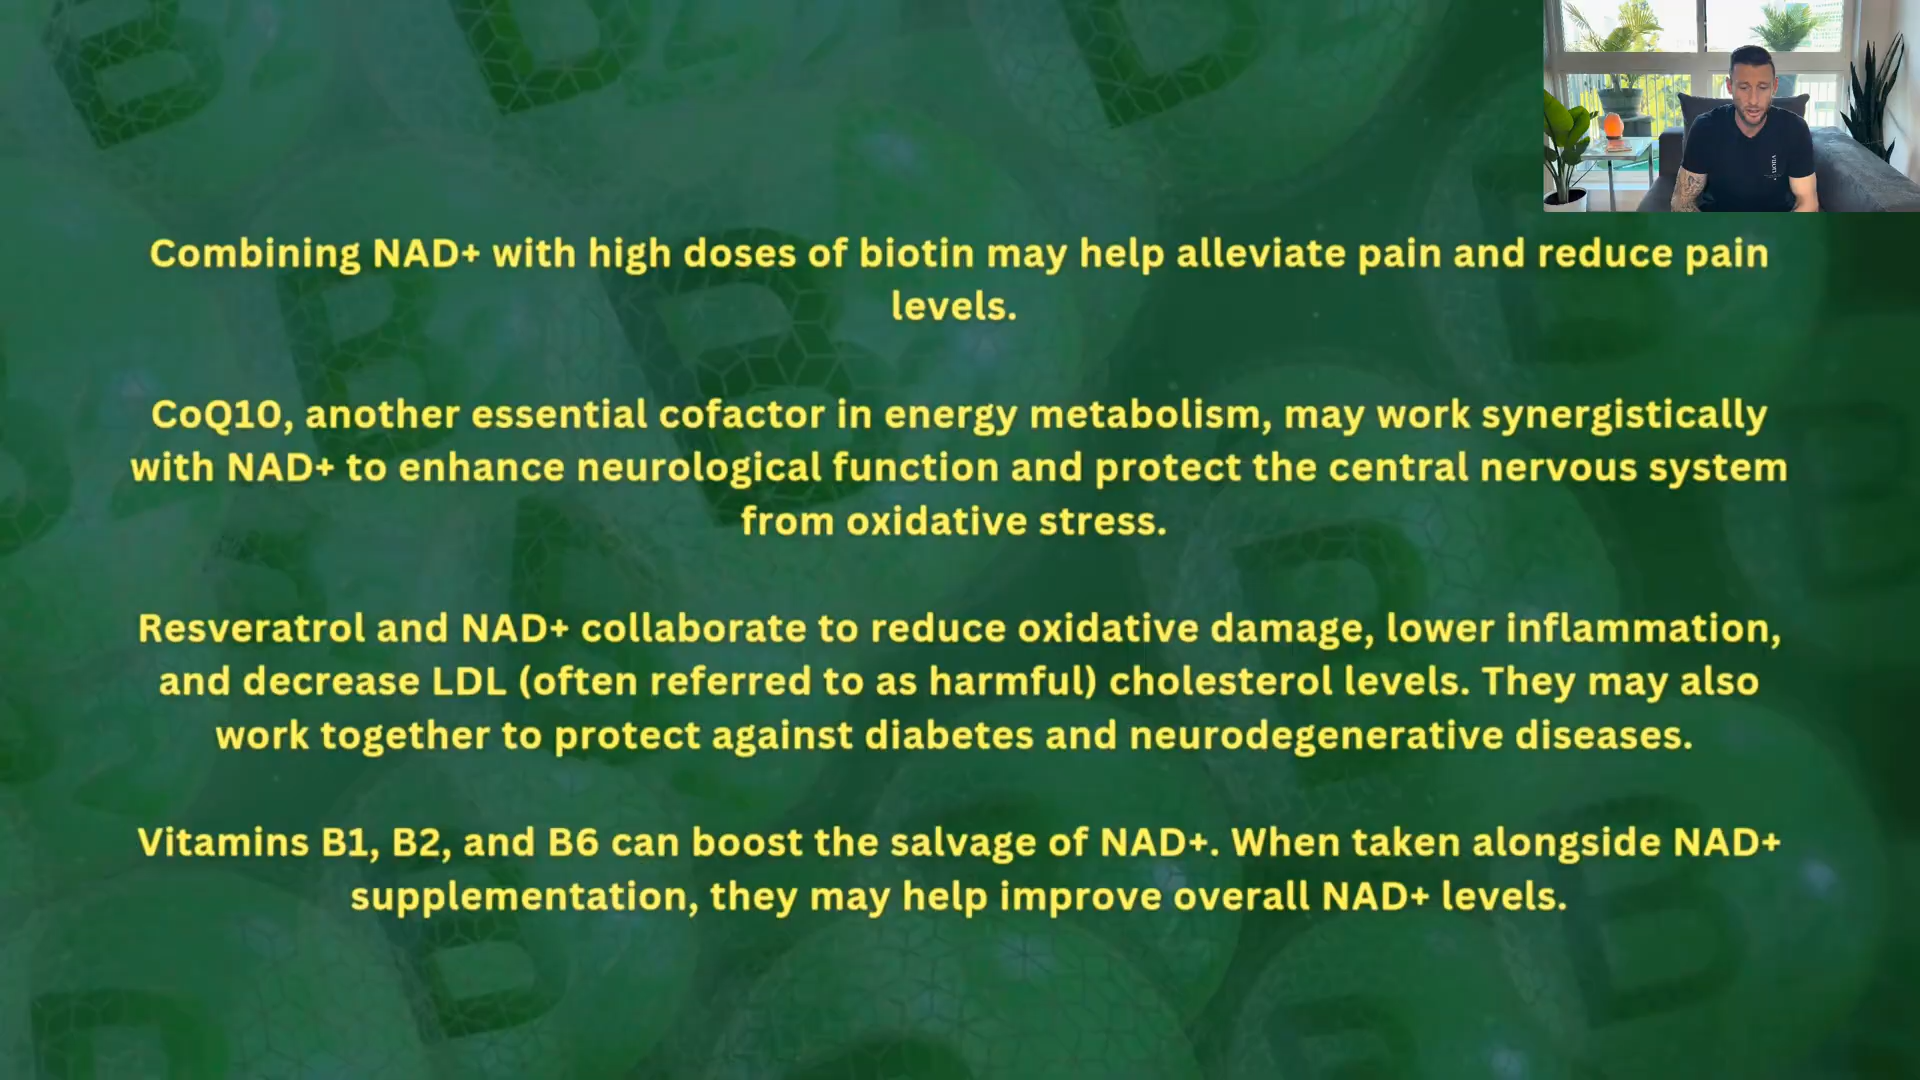 Combining NAD+ with high doses of biotin may help alleviate pain and reduce pain
levels.
CoQ10, another essential cofactor in energy metabolism, may work synergistically
with NAD+ to enhance neurological function and protect the central nervous system
from oxidative stress.
Resveratrol and NAD+ collaborate to reduce oxidative damage, lower inflammation,
and decrease LDL (often referred to as harmful) cholesterol levels. They may also
work together to protect against diabetes and neurodegenerative diseases.
Vitamins B1, B2, and B6 can boost the salvage of NAD+. When taken alongside NAD+
supplementation, they may help improve overall NAD+ levels.